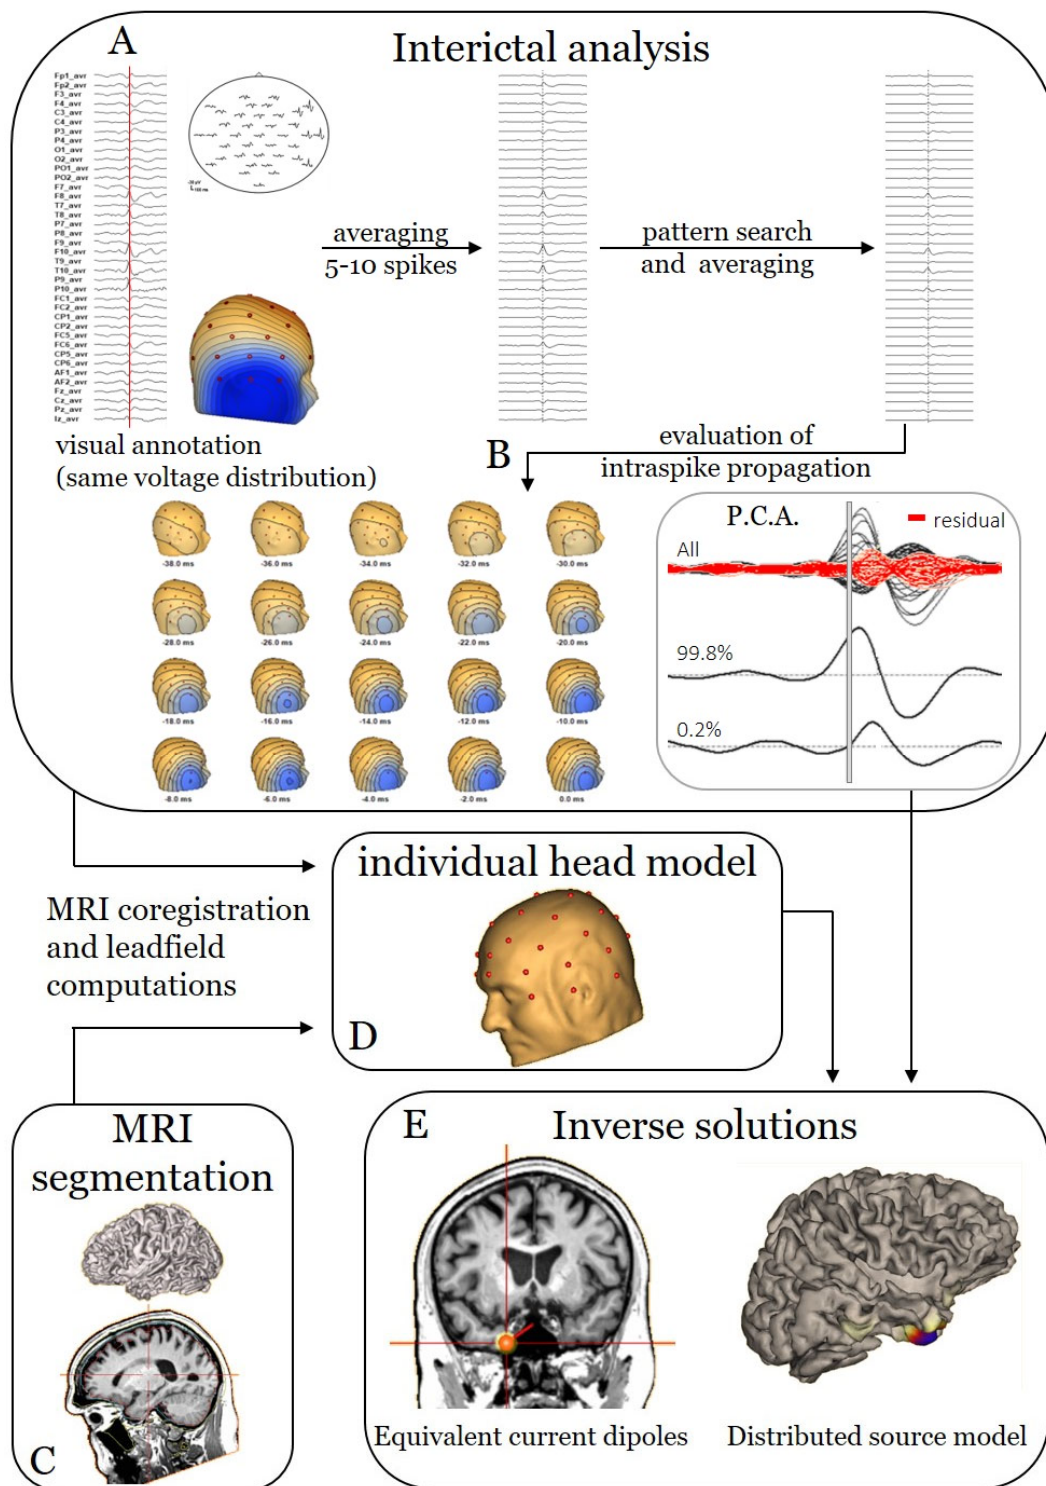 A
Interictal analysis
Fp1_avr
Fp2_avr
F3_avr
F4_avr
C3_avr
C4_avr
P3_avr
P4_avr
O1_avr
O2_avr
PO1_avr
PO2_avr
F7_avr
F8_avr
T7_avr
T8_avr
P7_avr
P8_avr
F9_avr
F10_avr
T9_avr
T10_avr
P9_avr
P10_avr
FC1_avr
FC2_avr
CP1_avr
CP2_avr
FC5_avr
FC6_avr
CP5_avr
CP6_avr
AF1_avr
AF2_avr
Fz_avr
Cz_avr
Pz_avr
Iz_avr
averaging
5-10 spikes
pattern search
and averaging
visual annotation
(same voltage distribution)
B
evaluation of
intraspike propagation
-38.0 ms -36.0 ms -34.0 ms -32.0 ms -30.0 ms
-28.0 ms -26.0 ms -24.0 ms -22.0 ms -20.0 ms
-18.0 ms -16.0 ms -14.0 ms -12.0 ms -10.0 ms
-8.0 ms -6.0 ms -4.0 ms -2.0 ms 0.0 ms
P.C.A.
residual
All
99.8%
0.2%
individual head model
MRI coregistration
and leadfield
computations
D
MRI
segmentation
C
E
Inverse solutions
Equivalent current dipoles
Distributed source model